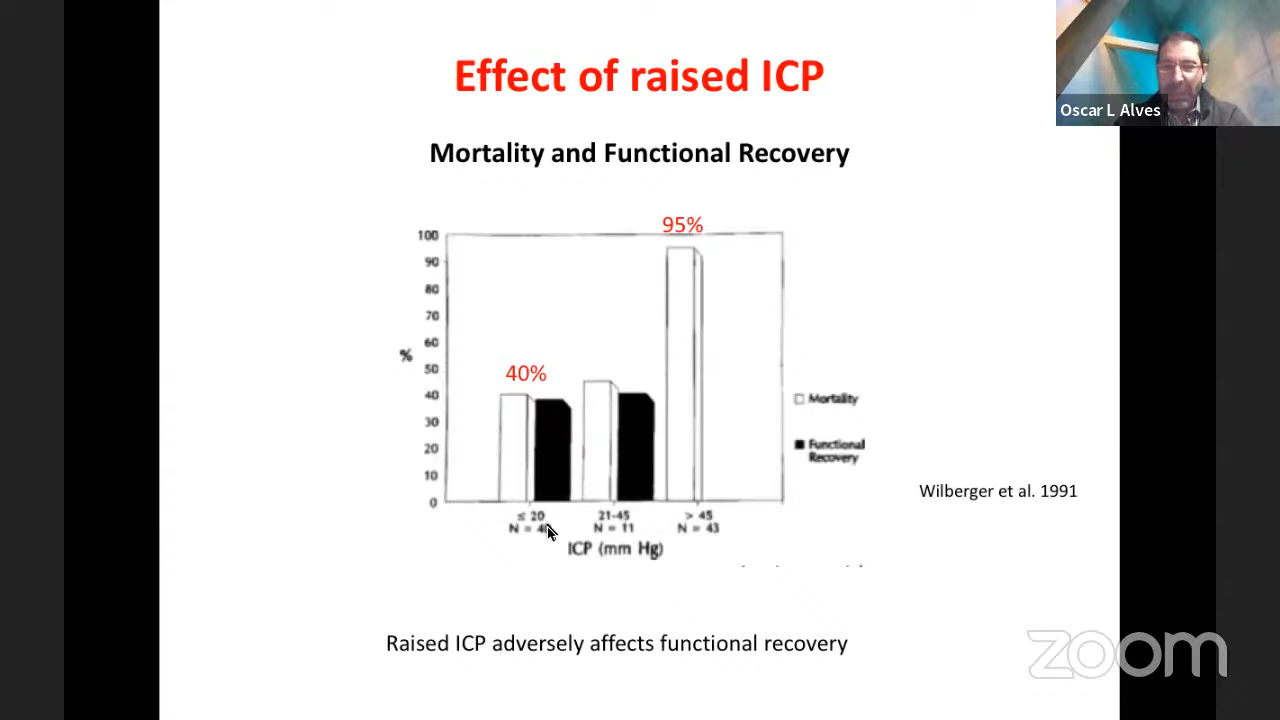 Effect of raised ICP
Oscar L Alves
Mortality and Functional Recovery
95%
100
90
80
70
60
%
50
40%
40
30
20
10
0
Mortality
Functional
Recovery
Wilberger et al. 1991
≤ 20
21-45
> 45
N =
N = 11
N = 43
ICP (mm Hg)
Raised ICP adversely affects functional recovery
zoom